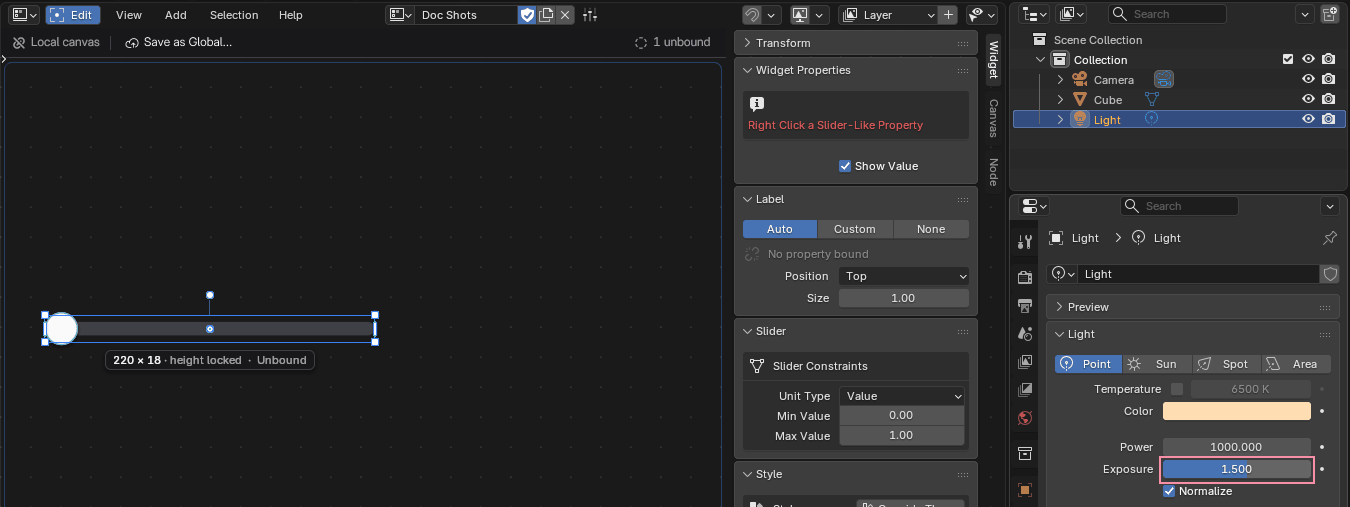 Edit
View
Add
Selection
Help
Doc Shots
Layer
Search
Local canvas
Save as Global...
1 unbound
220 × 18 · height locked · Unbound
Transform
Widget Properties
Right Click a Slider-Like Property
Show Value
Label
Auto
Custom
None
No property bound
Position
Top
Size
1.00
Slider
Slider Constraints
Unit Type
Value
Min Value
0.00
Max Value
1.00
Style
Widget
Canvas
Node
Scene Collection
Collection
Camera
Cube
Light
Search
Light
Light
Light
Preview
Light
Point
Sun
Spot
Area
Temperature
6500 K
Color
Power
1000.000
Exposure
1.500
Normalize